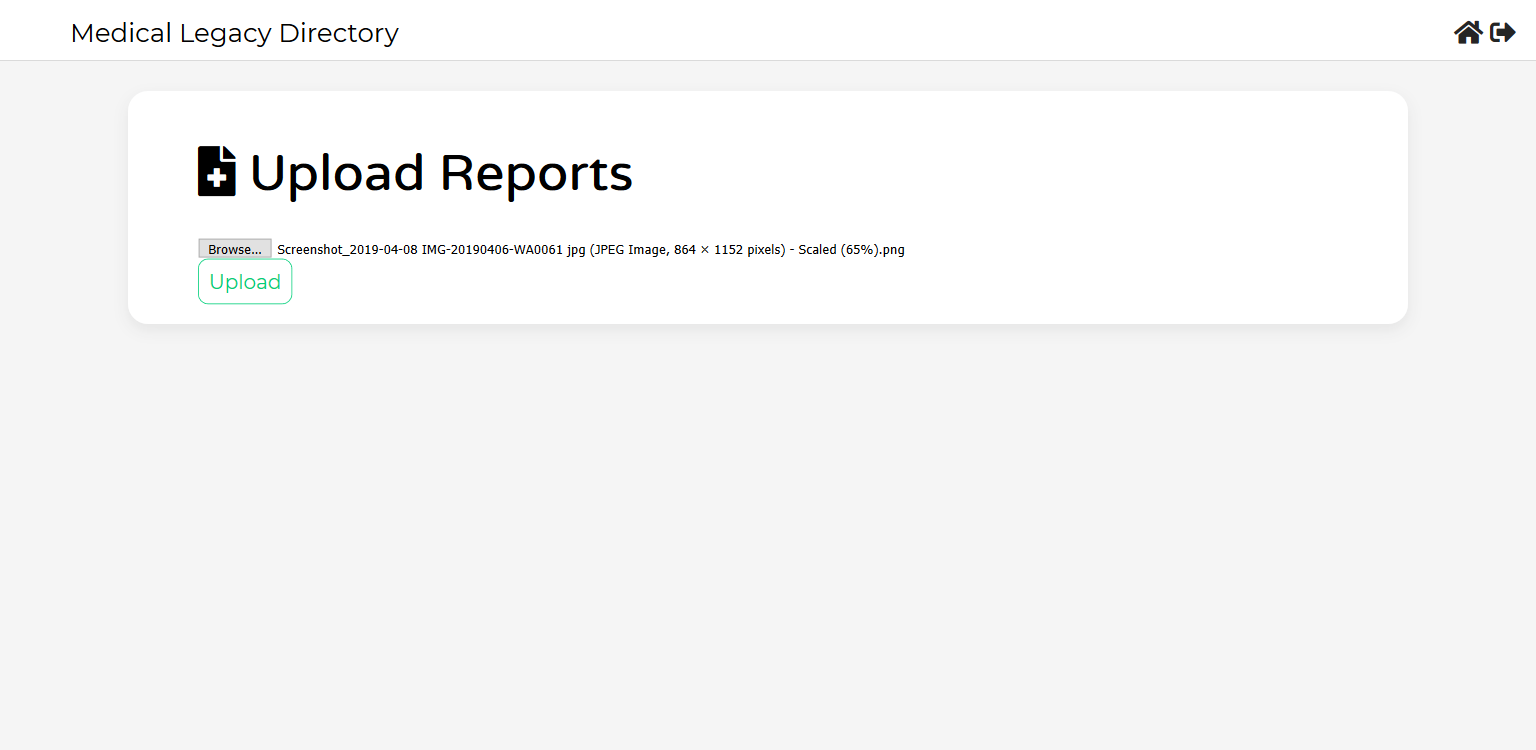 Medical Legacy Directory
Upload Reports
Browse... Screenshot_2019-04-08 IMG-20190406-WA0061 jpg (JPEG Image, 864 × 1152 pixels) - Scaled (65%).png
Upload